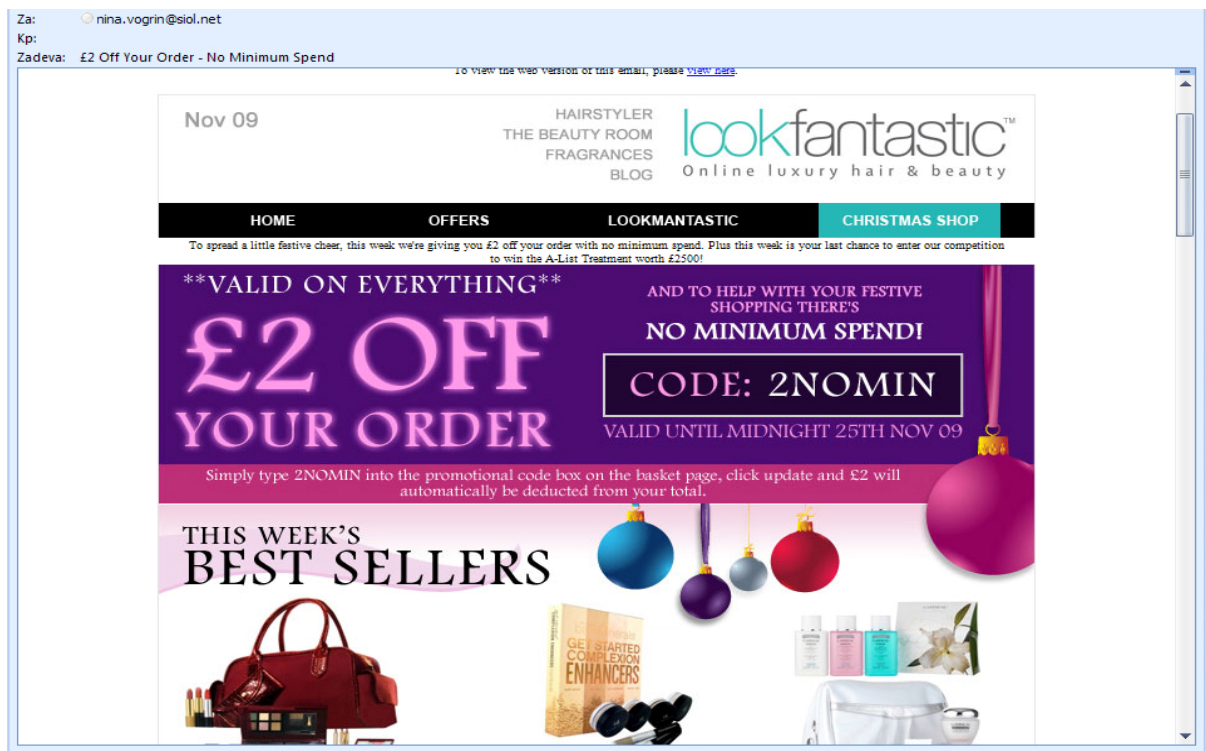 Za: nina.vogrin@siol.net
Kp:
Zadeva: £2 Off Your Order - No Minimum Spend
To view the web version of this email, please view here.
Nov 09
HAIRSTYLER
THE BEAUTY ROOM
FRAGRANCES
BLOG
lookfantastic™
Online luxury hair & beauty
HOME OFFERS LOOKMANTASTIC CHRISTMAS SHOP
To spread a little festive cheer, this week we're giving you £2 off your order with no minimum spend. Plus this week is your last chance to enter our competition
to win the A-List Treatment worth £2500!
**VALID ON EVERYTHING**
£2 OFF
YOUR ORDER
AND TO HELP WITH YOUR FESTIVE
SHOPPING THERE'S
NO MINIMUM SPEND!
CODE: 2NOMIN
VALID UNTIL MIDNIGHT 25TH NOV 09
Simply type 2NOMIN into the promotional code box on the basket page, click update and £2 will
automatically be deducted from your total.
THIS WEEK'S
BEST SELLERS
GET STARTED
COMPLEXION
ENHANCERS